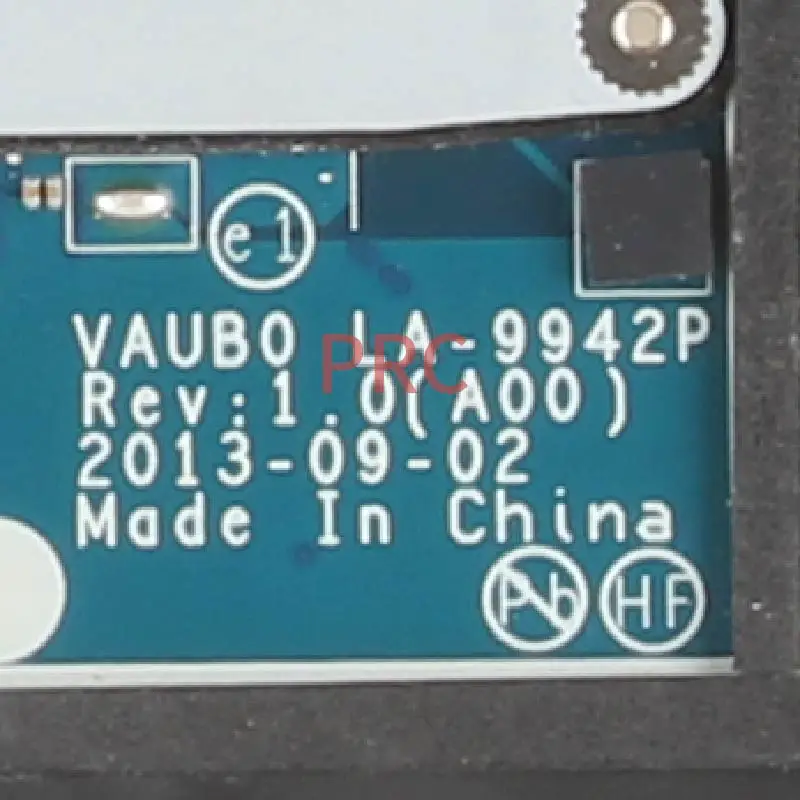 e1
VAUB0 LA-9942P
PRC
Rev:1.0(A00)
2013-09-02
Made In China
Pb HF